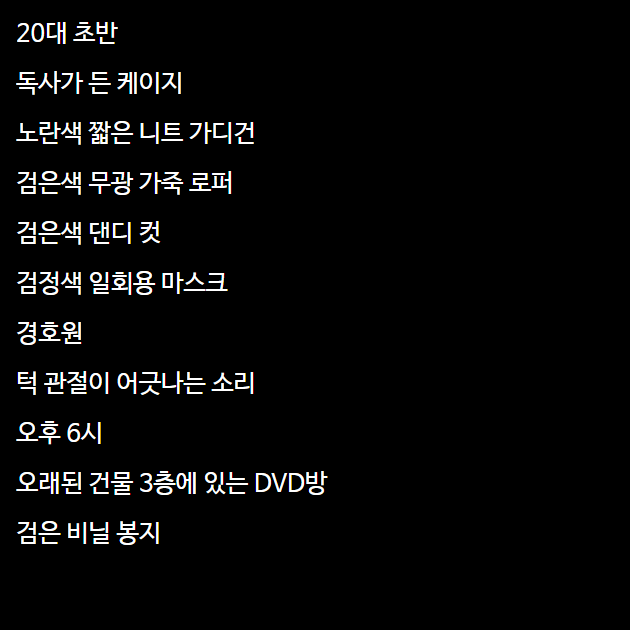 20대 초반
독사가 든 케이지
노란색 짧은 니트 가디건
검은색 무광 가죽 로퍼
검은색 댄디 컷
검정색 일회용 마스크
경호원
턱 관절이 어긋나는 소리
오후 6시
오래된 건물 3층에 있는 DVD방
검은 비닐 봉지